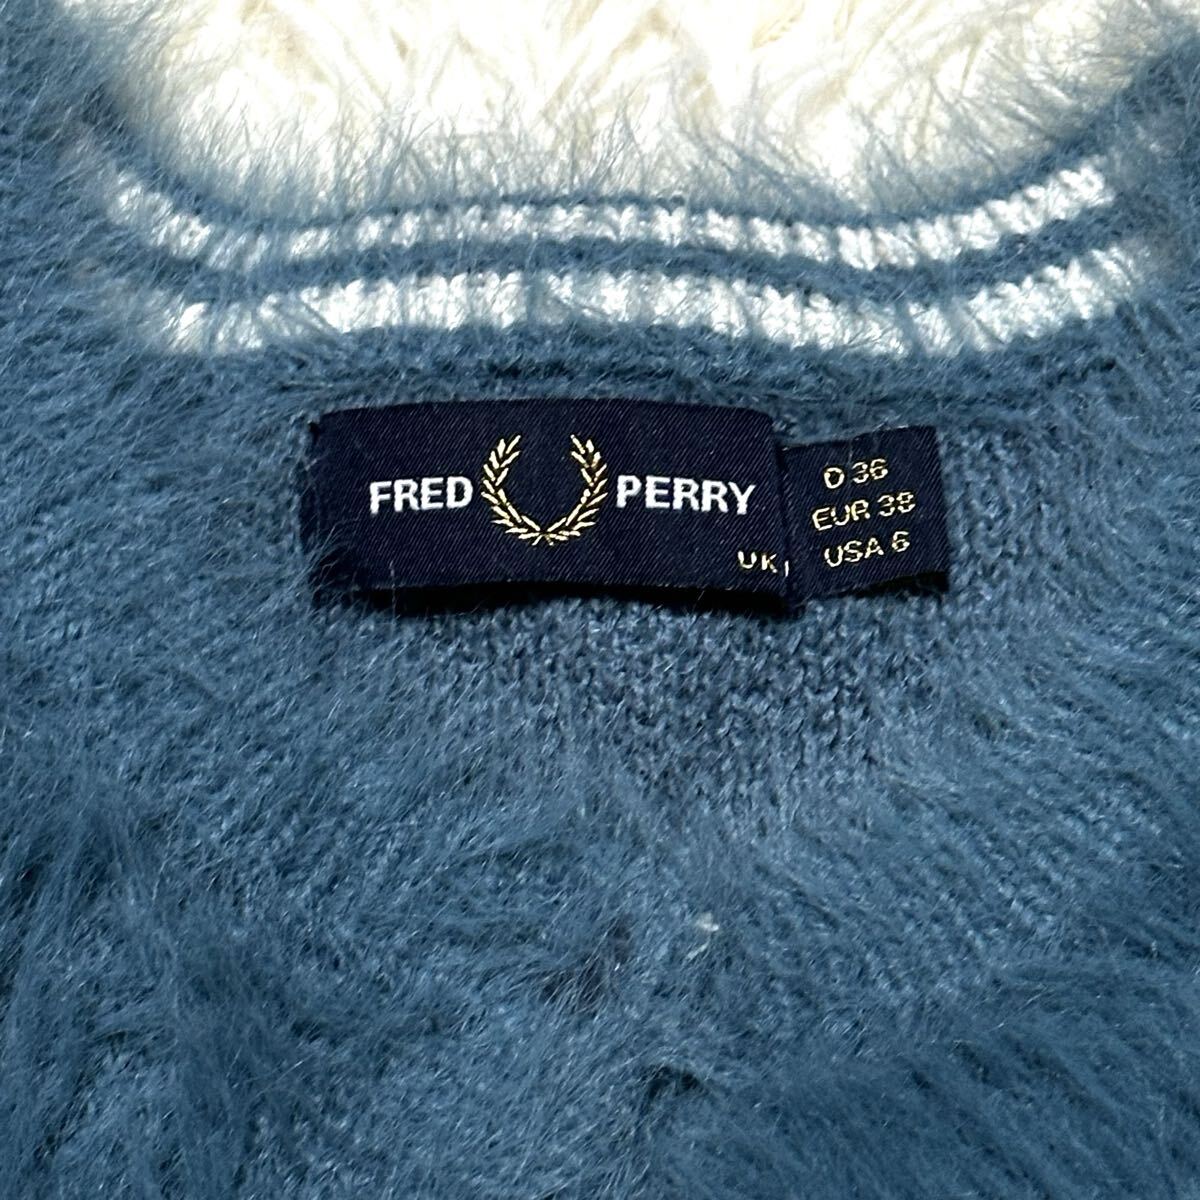 FRED PERRY
UK
D 36
EUR 38
USA 6